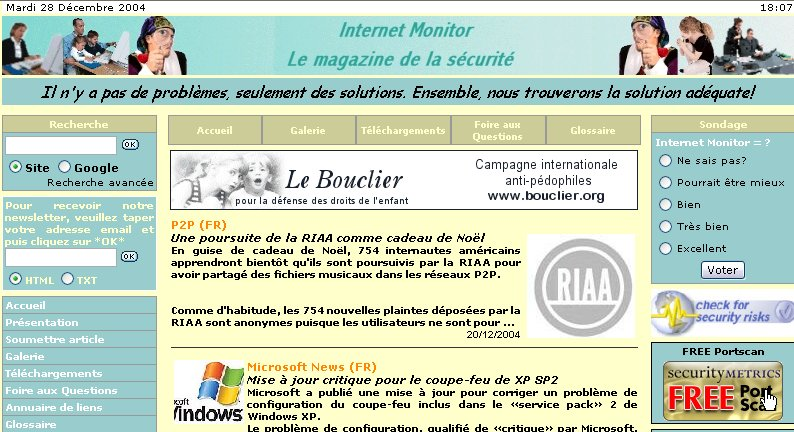 Mardi 28 Décembre 2004
18:07
Internet Monitor
Le magazine de la sécurité
Il n'y a pas de problèmes, seulement des solutions. Ensemble, nous trouverons la solution adéquate!
Recherche
OK
Site Google
Recherche avancée
Pour recevoir notre
newsletter, veuillez taper
votre adresse email et
puis cliquez sur "OK"
OK
HTML TXT
Accueil
Présentation
Soumettre article
Galerie
Téléchargements
Foire aux Questions
Annuaire de liens
Glossaire
Accueil
Galerie
Téléchargements
Foire aux
Questions
Glossaire
Le Bouclier
pour la défense des droits de l'enfant
Campagne internationale
anti-pédophiles
www.bouclier.org
P2P (FR)
Une poursuite de la RIAA comme cadeau de Noël
En guise de cadeau de Noël, 754 internautes américains
apprendront bientôt qu'ils sont poursuivis par la RIAA pour
avoir partagé des fichiers musicaux dans les réseaux P2P.
Comme d'habitude, les 754 nouvelles plaintes déposées par la
RIAA sont anonymes puisque les utilisateurs ne sont pour ...
20/12/2004
RIAA
Microsoft News (FR)
Mise à jour critique pour le coupe-feu de XP SP2
Microsoft a publié une mise à jour pour corriger un problème de
configuration du coupe-feu inclus dans le «service pack» 2 de
Windows XP.
Le problème de configuration, qualifié de «critique» par Microsoft,
osoft
indows
Sondage
Internet Monitor = ?
Ne sais pas?
Pourrait être mieux
Bien
Très bien
Excellent
Voter
check for
security risks
FREE Portscan
securityMETRICS
FREE Port
Scan